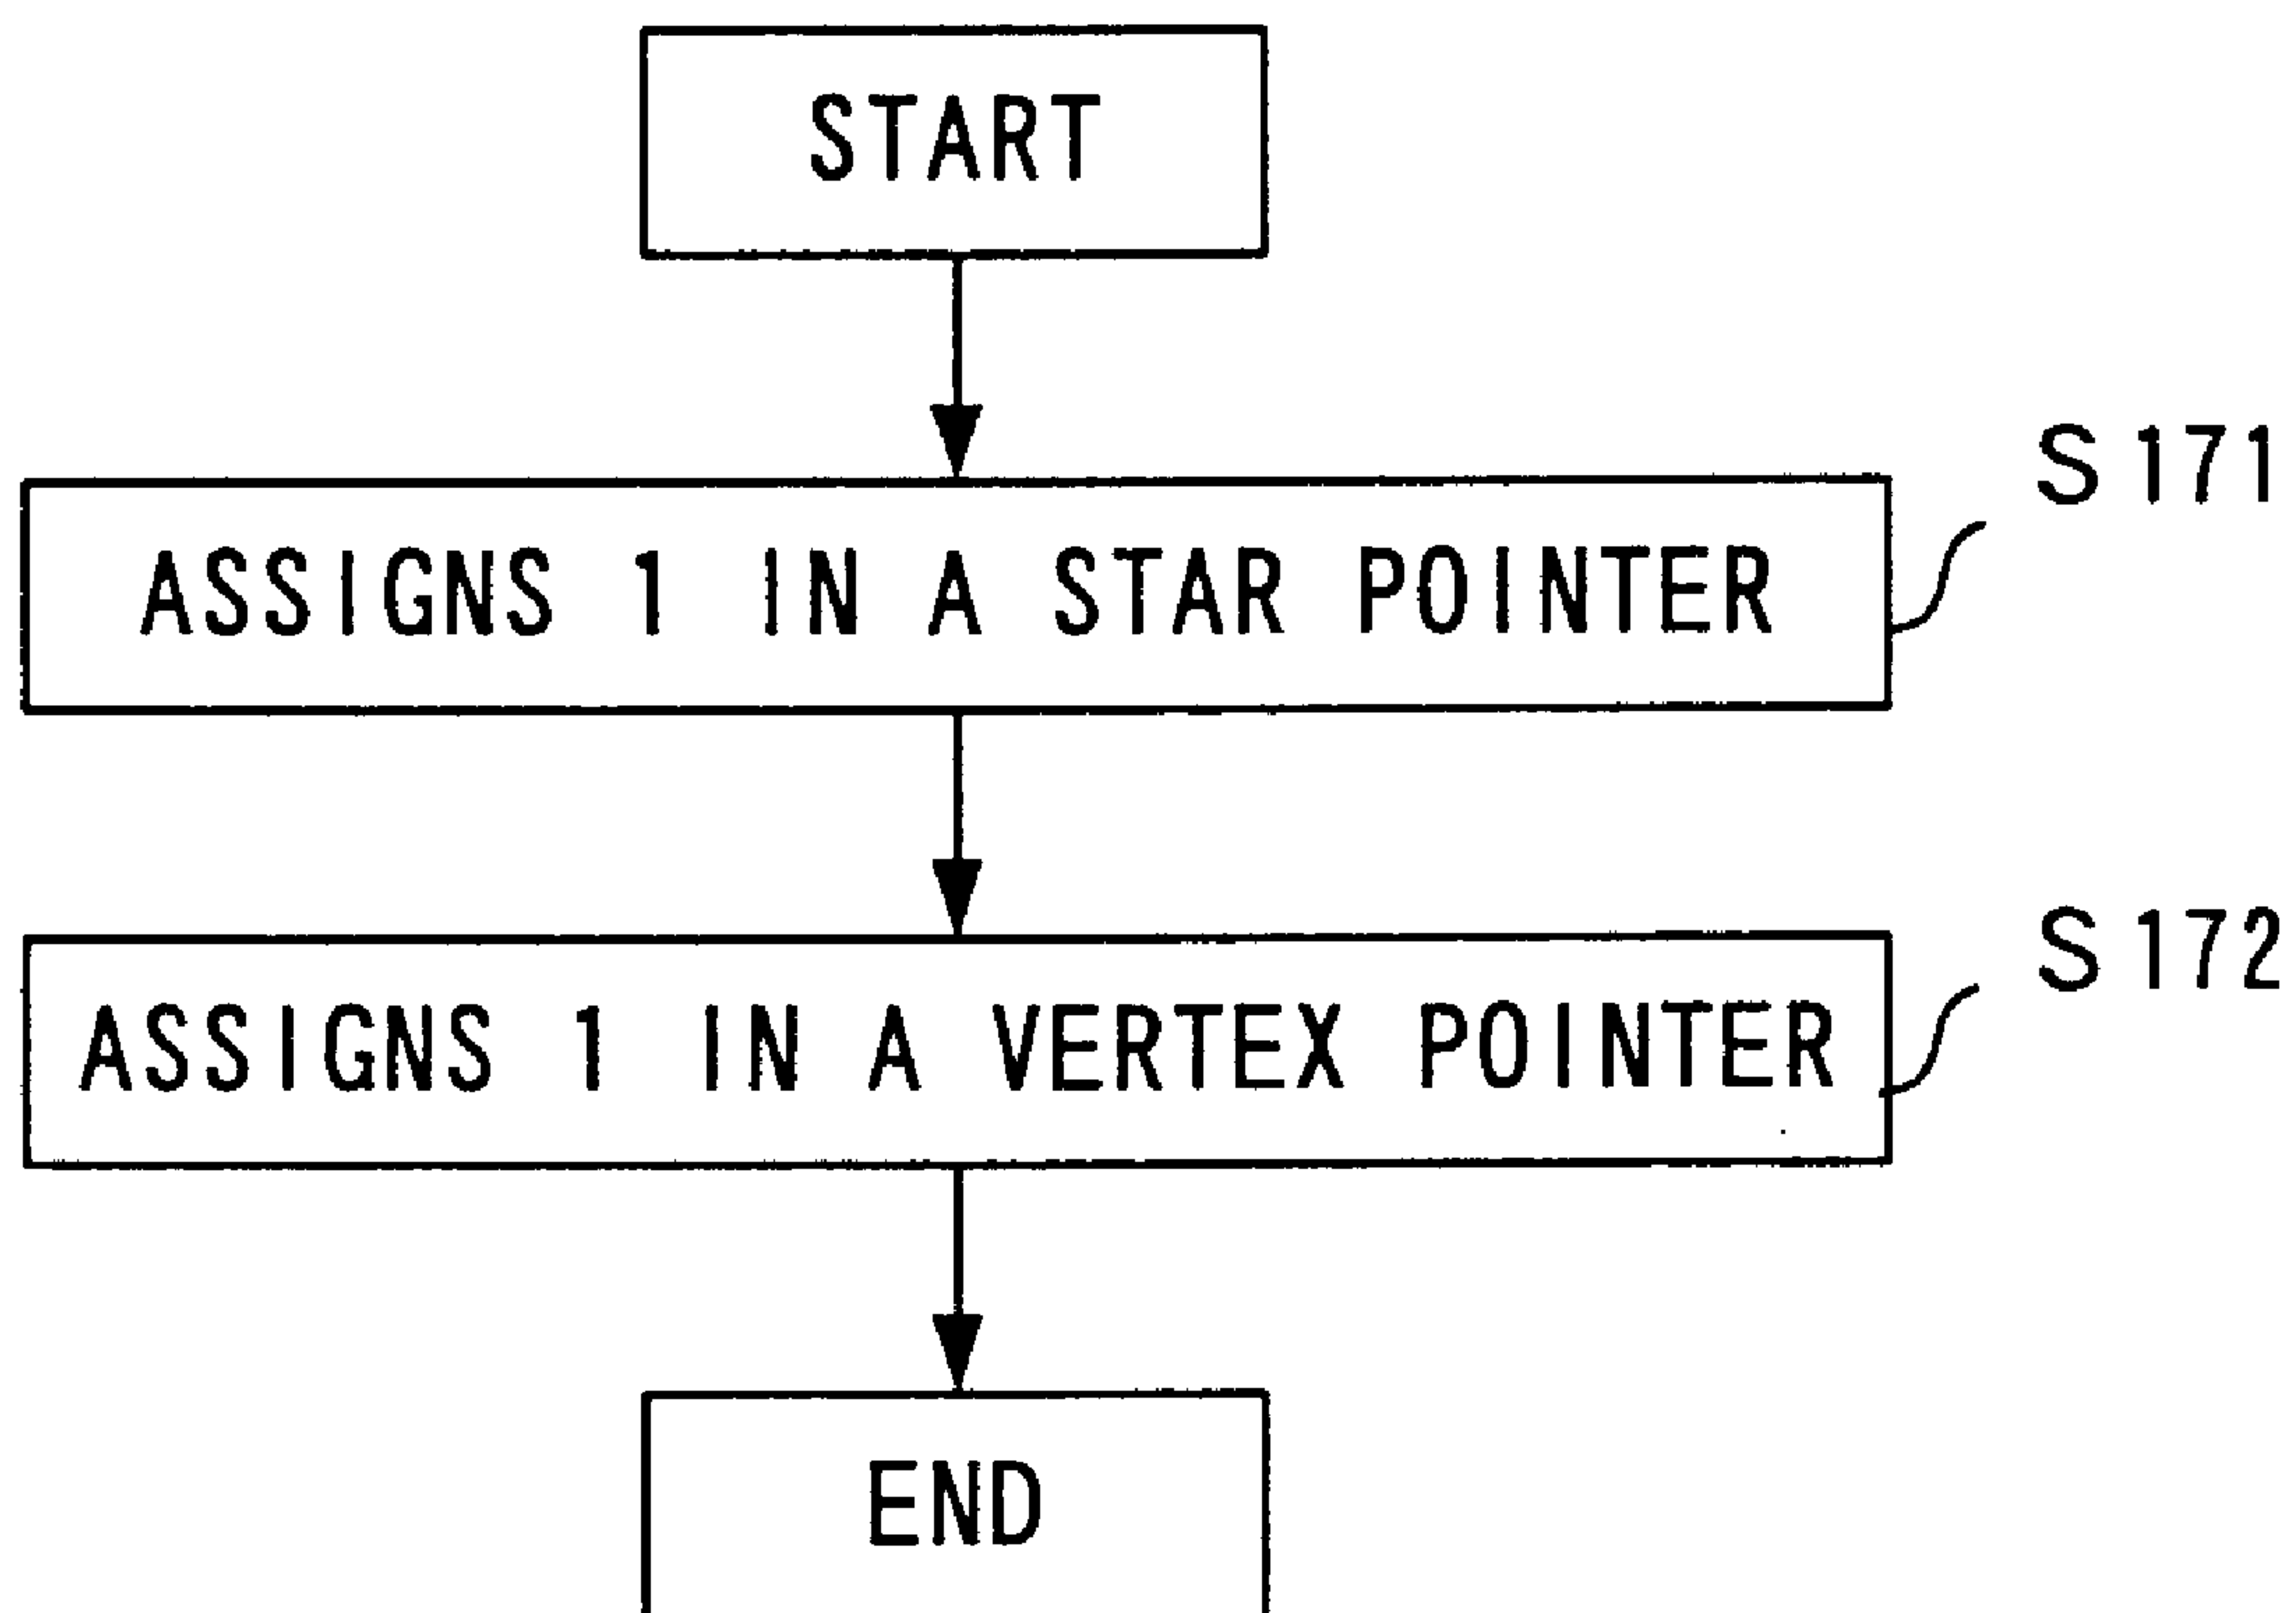 START
S171
ASSIGNS 1 IN A STAR POINTER
S172
ASSIGNS 1 IN A VERTEX POINTER
END